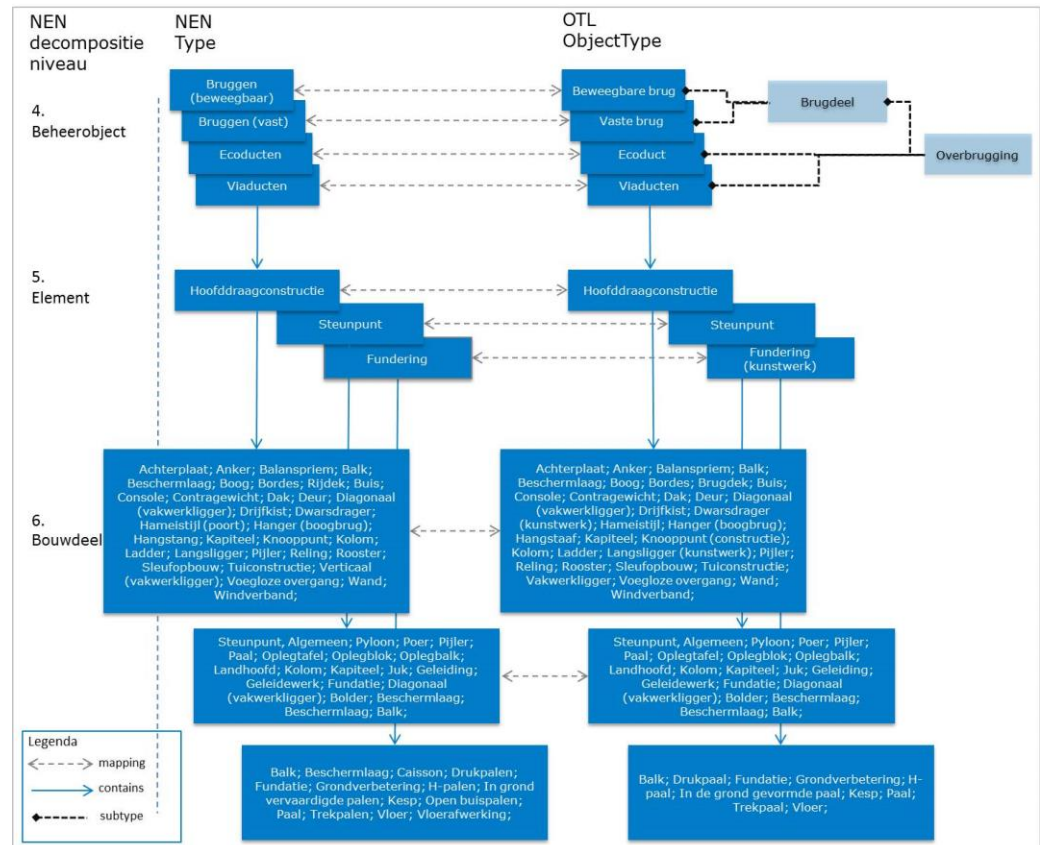 NEN
decompositie
niveau
NEN
Type
OTL
ObjectType
4.
Beheerobject
Bruggen
(beweegbaar)
Beweegbare brug
Brugdeel
Bruggen (vast)
Vaste brug
Ecoducten
Ecoduct
Overbrugging
Viaducten
Viaducten
5.
Element
Hoofddraagconstructie
Hoofddraagconstructie
Steunpunt
Steunpunt
Fundering
Fundering
(kunstwerk)
6.
Bouwdeel
Achterplaat; Anker; Balanspriem; Balk;
Beschermlaag; Boog; Bordes; Rijdek; Buis;
Console; Contragewicht; Dak; Deur; Diagonaal
(vakwerkligger); Drijfkist; Dwarsdrager;
Hameistijl (poort); Hanger (boogbrug);
Hangstang; Kapiteel; Knooppunt; Kolom;
Ladder; Langsligger; Pijler; Reling; Rooster;
Sleufopbouw; Tuiconstructie; Verticaal
(vakwerkligger); Voegloze overgang; Wand;
Windverband;
Achterplaat; Anker; Balanspriem; Balk;
Beschermlaag; Boog; Bordes; Brugdek; Buis;
Console; Contragewicht; Dak; Deur; Diagonaal
(vakwerkligger); Drijfkist; Dwarsdrager
(kunstwerk); Hameistijl; Hanger (boogbrug);
Hangstaaf; Kapiteel; Knooppunt (constructie);
Kolom; Ladder; Langsligger (kunstwerk); Pijler;
Reling; Rooster; Sleufopbouw; Tuiconstructie;
Vakwerkligger; Voegloze overgang; Wand;
Windverband;
Steunpunt, Algemeen; Pyloon; Poer; Pijler;
Paal; Oplegtafel; Oplegblok; Oplegbalk;
Landhoofd; Kolom; Kapiteel; Juk; Geleiding;
Geleidewerk; Fundatie; Diagonaal
(vakwerkligger); Bolder; Beschermlaag;
Beschermlaag; Balk;
Steunpunt, Algemeen; Pyloon; Poer; Pijler;
Paal; Oplegtafel; Oplegblok; Oplegbalk;
Landhoofd; Kolom; Kapiteel; Juk; Geleiding;
Geleidewerk; Fundatie; Diagonaal
(vakwerkligger); Bolder; Beschermlaag;
Beschermlaag; Balk;
Balk; Beschermlaag; Caisson; Drukpalen;
Fundatie; Grondverbetering; H-palen; In grond
vervaardigde palen; Kesp; Open buispalen;
Paal; Trekpalen; Vloer; Vloerafwerking;
Balk; Drukpaal; Fundatie; Grondverbetering; H-
paal; In de grond gevormde paal; Kesp; Paal;
Trekpaal; Vloer;
Legenda
mapping
contains
subtype